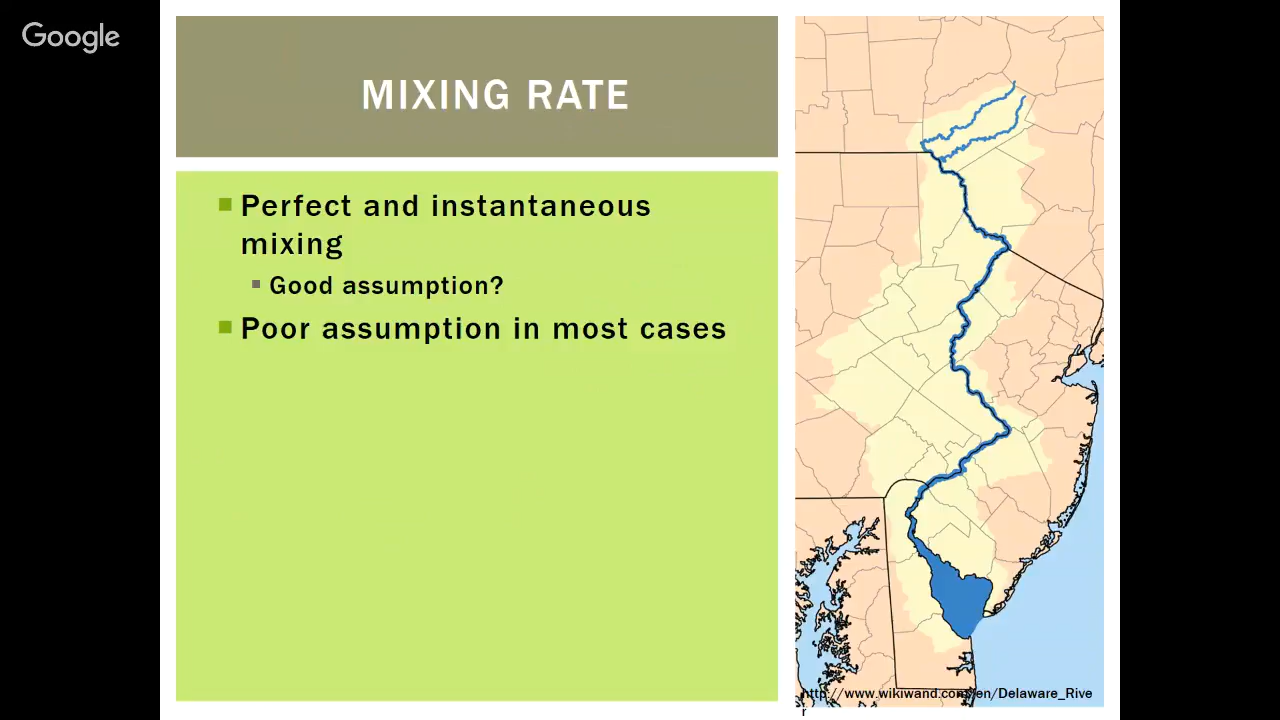 Google
MIXING RATE
Perfect and instantaneous
mixing
Good assumption?
Poor assumption in most cases
http://www.wikiwand.com/en/Delaware_Rive
r